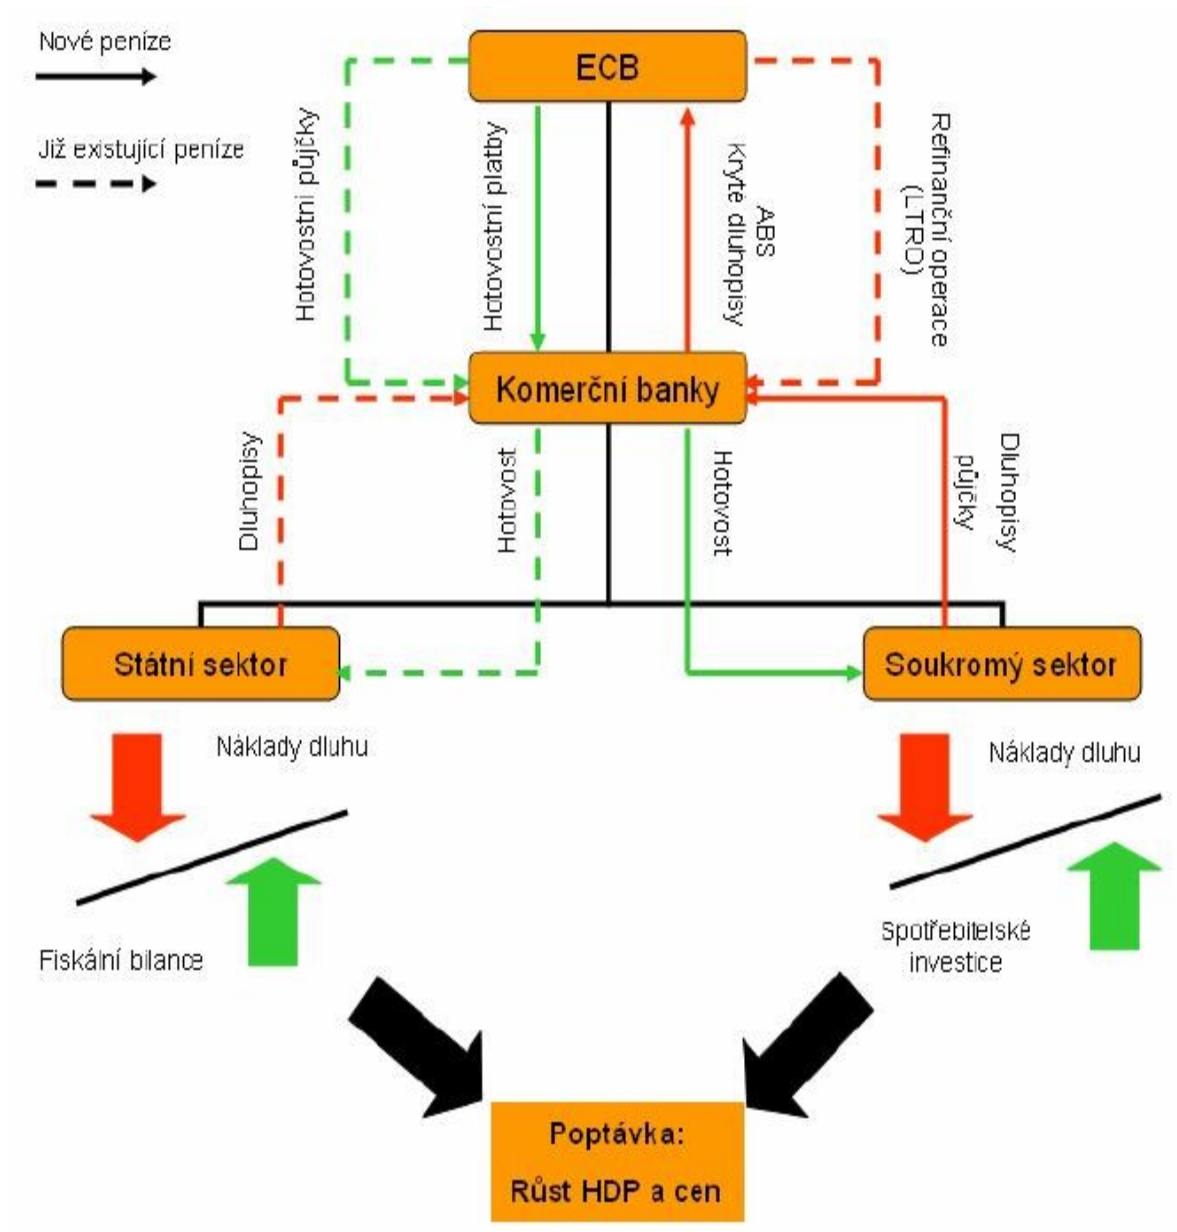 Nové peníze
Již existující peníze
ECB
Hotovostní půjčky
Hotovostní platby
ABS
Kryté dluhopisy
Refinanční operace
(LTRD)
Komerční banky
Dluhopisy
Hotovost
Hotovost
Dluhopisy
půjčky
Státní sektor
Soukromý sektor
Náklady dluhu
Náklady dluhu
Fiskální bilance
Spotřebitelské
investice
Poptávka:
Růst HDP a cen